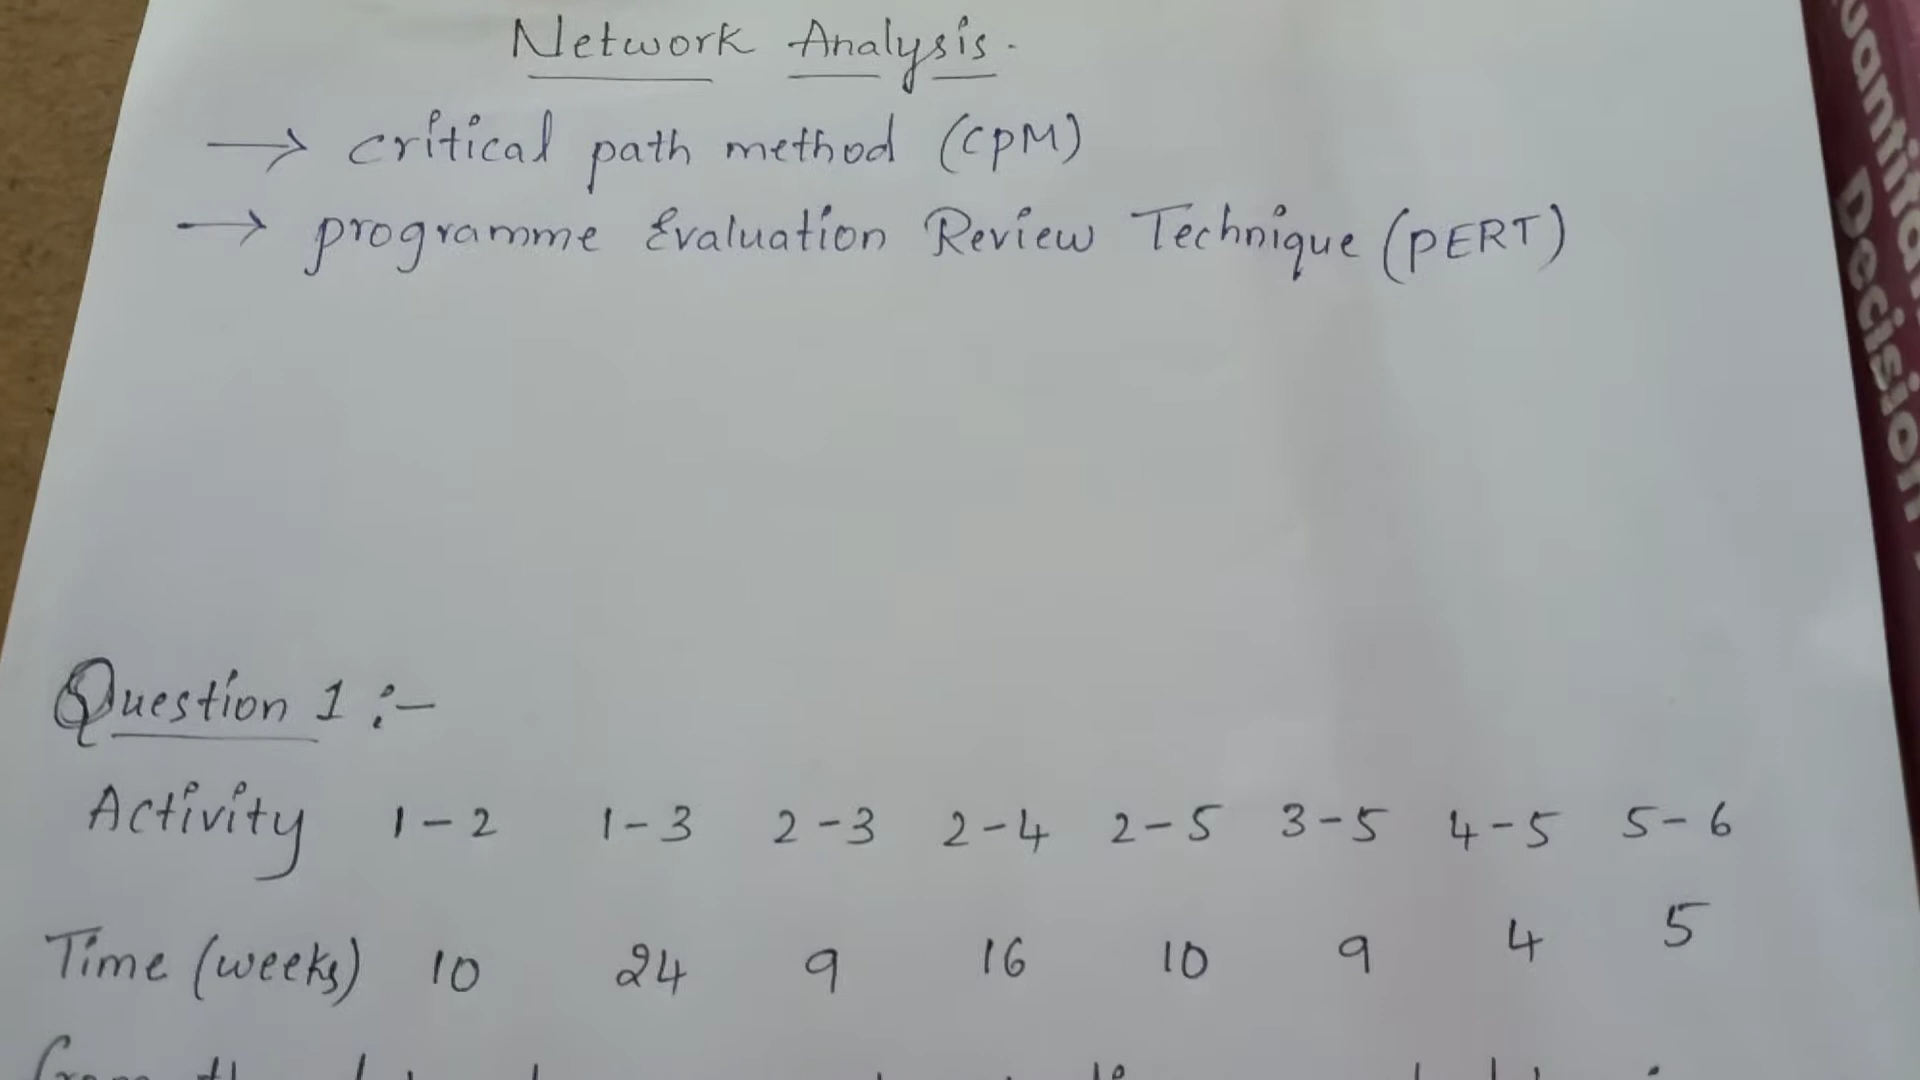 Network Analysis.
→ critical path method (CPM)
→ programme Evaluation Review Technique (PERT)
Question 1 :-
Activity 1-2 1-3 2-3 2-4 2-5 3-5 4-5 5-6
Time (weeks) 10 24 9 16 10 9 4 5
Decision